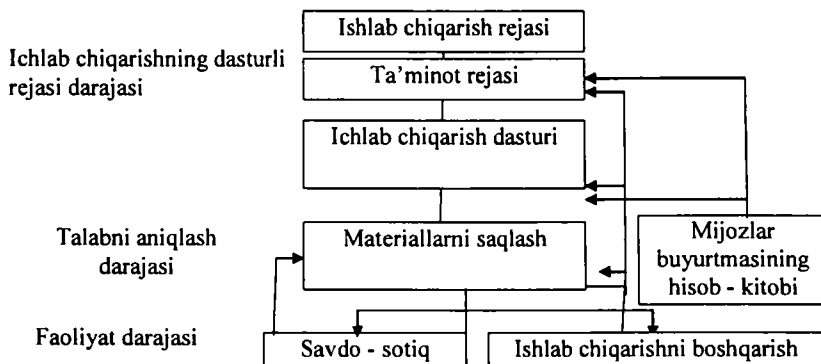 Ishlab chiqarish rejasi
Ichlab chiqarishning dasturli
rejasi darajasi
Ta’minot rejasi
Ichlab chiqarish dasturi
Talabni aniqlash
darajasi
Materiallarni saqlash
Mijozlar
buyurtmasining
hisob - kitobi
Faoliyat darajasi
Savdo - sotiq
Ishlab chiqarishni boshqarish